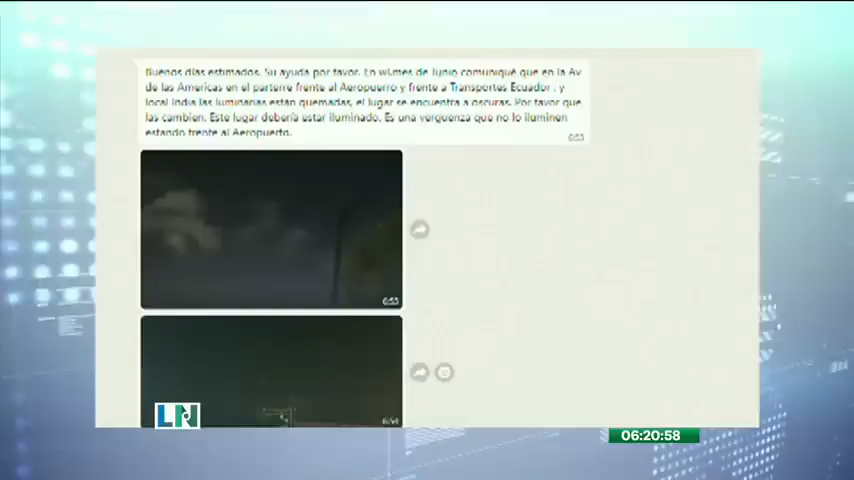 Buenos días estimados. Su ayuda por favor. En mes de Junio comuniqué que en la Av
de las Americas en el parterre frente al Aeropuerto y frente a Transportes Ecuador , y
local India las luminarias están quemadas, el lugar se encuentra a oscuras. Por favor que
las cambien. Este lugar debería estar iluminado. Es una verguenza que no lo iluminen
estando frente al Aeropuerto.
6:53
6:53
LN
06:20:58